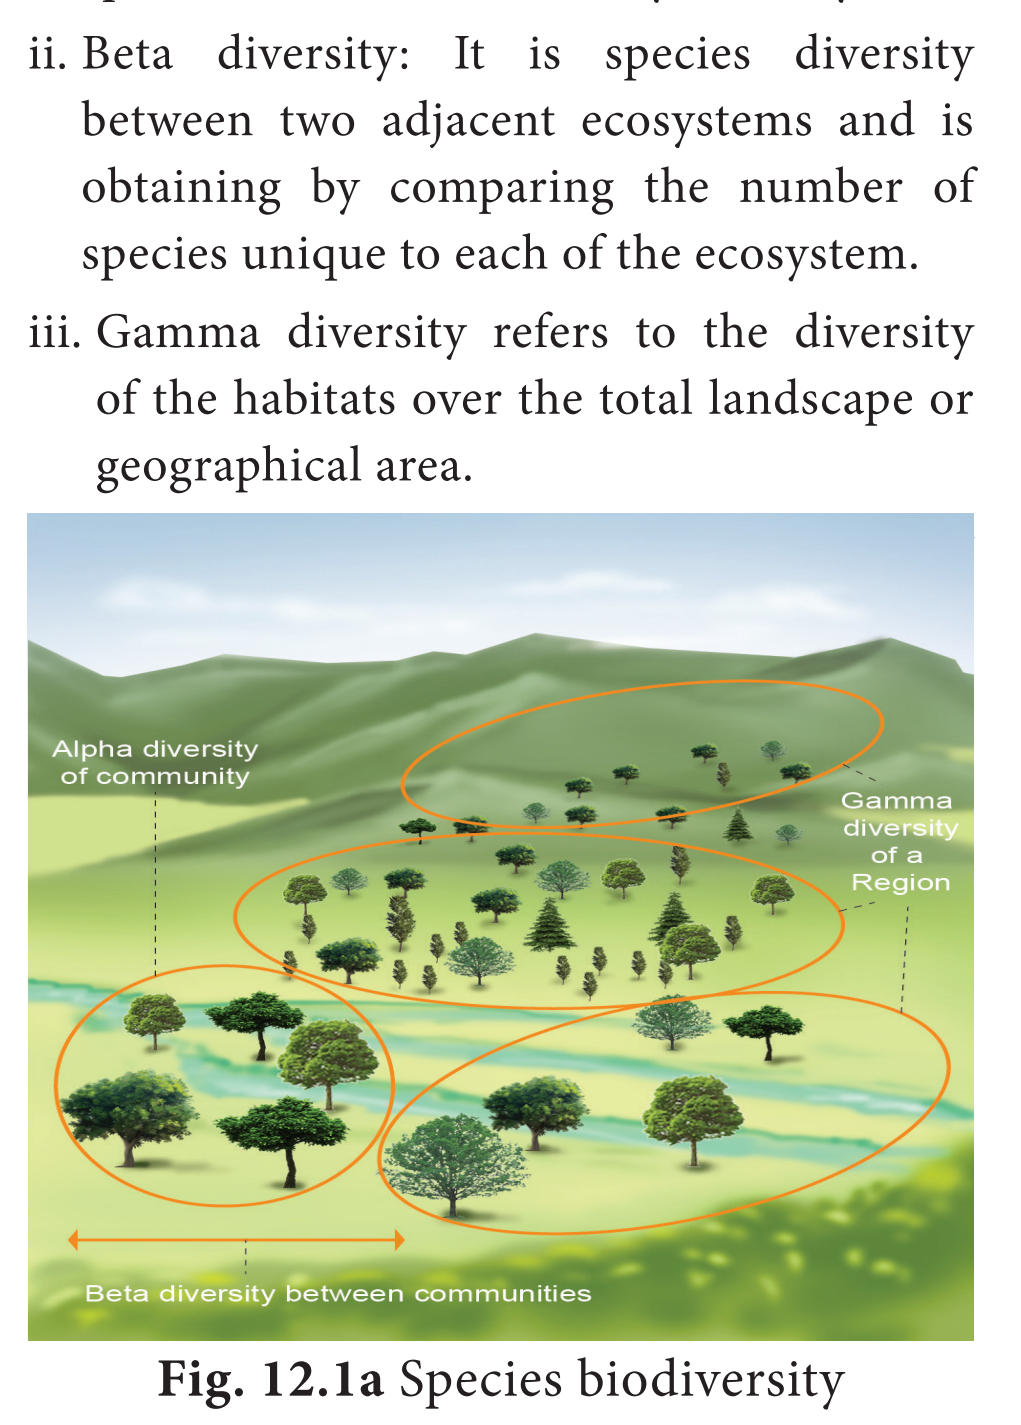 ii. Beta diversity: It is species diversity
between two adjacent ecosystems and is
obtaining by comparing the number of
species unique to each of the ecosystem.
iii. Gamma diversity refers to the diversity
of the habitats over the total landscape or
geographical area.
Alpha diversity
of community
Gamma
diversity
of a
Region
Beta diversity between communities
Fig. 12.1a Species biodiversity